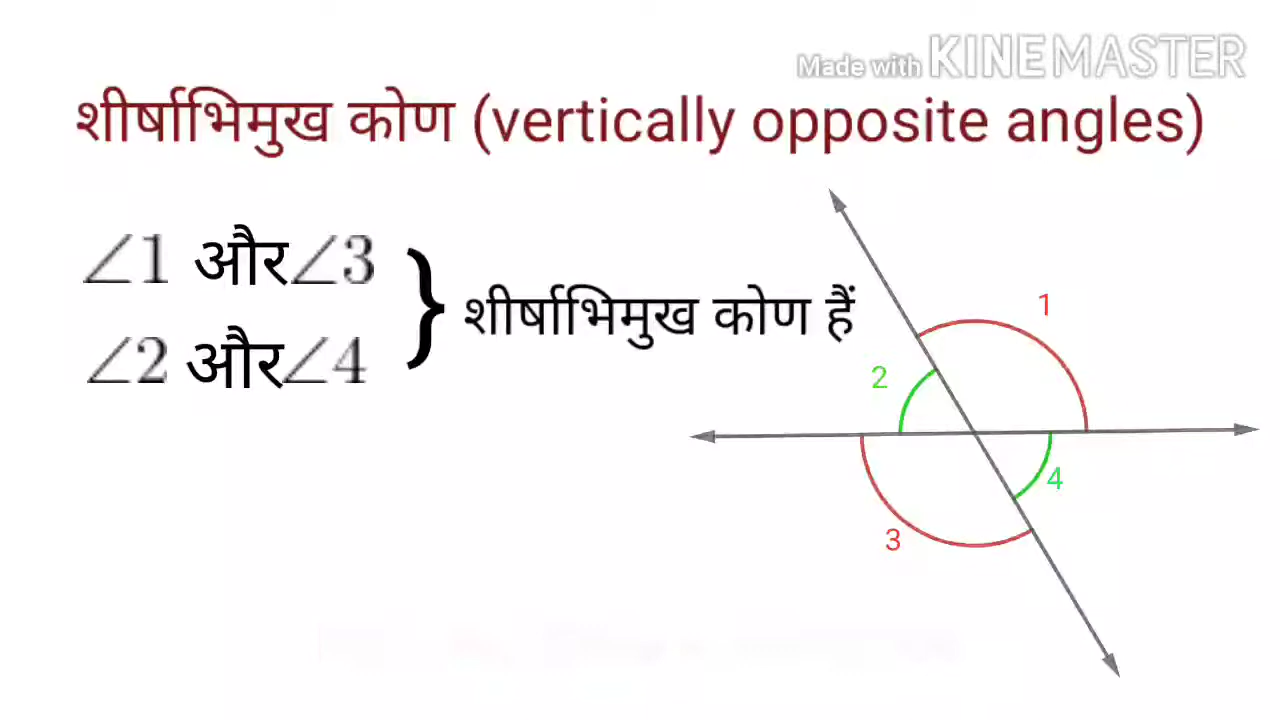 Made with KINEMASTER
शीर्षाभिमुख कोण (vertically opposite angles)
∠1 और ∠3
∠2 और ∠4
} शीर्षाभिमुख कोण हैं
1
2
4
3